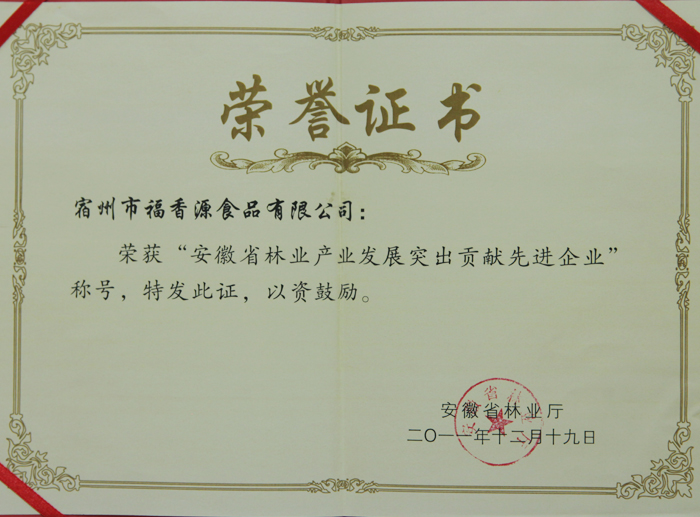 荣誉证书
宿州市福香源食品有限公司：
荣获“安徽省林业产业发展突出贡献先进企业”
称号，特发此证，以资鼓励。
安徽省林业厅
二〇一一年十二月十九日